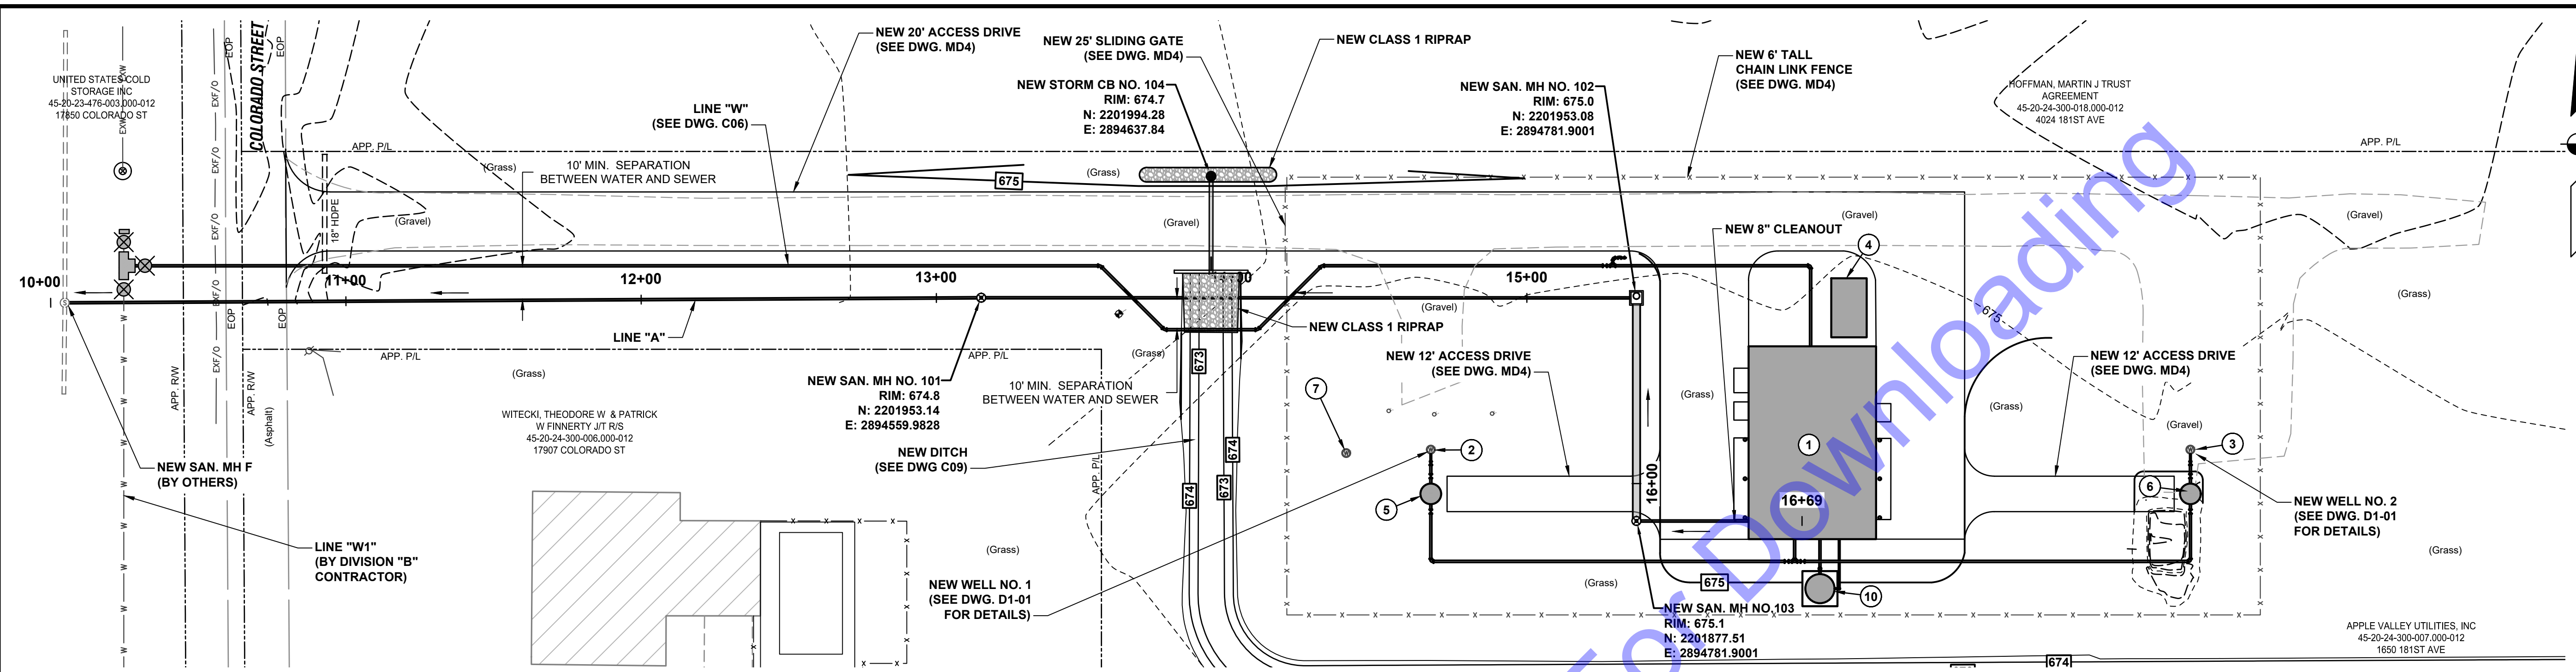 UNITED STATES COLD
STORAGE INC
45-20-23-476-003.000-012
17850 COLORADO ST
EXW
EXW
EXF/O
EXF/O
EXF/O
EXF/O
EOP
COLORADO STREET
EOP
NEW 20' ACCESS DRIVE
(SEE DWG. MD4)
NEW 25' SLIDING GATE
(SEE DWG. MD4)
NEW CLASS 1 RIPRAP
NEW STORM CB NO. 104
RIM: 674.7
N: 2201994.28
E: 2894637.84
NEW SAN. MH NO. 102
RIM: 675.0
N: 2201953.08
E: 2894781.9001
NEW 6' TALL
CHAIN LINK FENCE
(SEE DWG. MD4)
HOFFMAN, MARTIN J TRUST
AGREEMENT
45-20-24-300-018.000-012
4024 181ST AVE
LINE "W"
(SEE DWG. C06)
APP. P/L
APP. P/L
(Grass)
10' MIN. SEPARATION
BETWEEN WATER AND SEWER
675
(Grass)
18" HDPE
(Gravel)
(Gravel)
(Gravel)
(Gravel)
NEW 8" CLEANOUT
4
10+00
11+00
12+00
13+00
15+00
S
(Gravel)
(Grass)
675
EOP
EOP
LINE "A"
NEW CLASS 1 RIPRAP
APP. P/L
APP. P/L
(Grass)
673
NEW 12' ACCESS DRIVE
(SEE DWG. MD4)
NEW 12' ACCESS DRIVE
(SEE DWG. MD4)
APP. R/W
EXF/O
APP. R/W
(Asphalt)
(Grass)
NEW SAN. MH NO. 101
RIM: 674.8
N: 2201953.14
E: 2894559.9828
10' MIN. SEPARATION
BETWEEN WATER AND SEWER
7
(Grass)
(Grass)
(Gravel)
WITECKI, THEODORE W & PATRICK
W FINNERTY J/T R/S
45-20-24-300-006.000-012
17907 COLORADO ST
NEW DITCH
(SEE DWG C09)
674
2
1
3
NEW SAN. MH F
(BY OTHERS)
APP. P/L
674
673
5
16+00
16+69
6
NEW WELL NO. 2
(SEE DWG. D1-01
FOR DETAILS)
LINE "W1"
(BY DIVISION "B"
CONTRACTOR)
(Grass)
(Grass)
NEW WELL NO. 1
(SEE DWG. D1-01
FOR DETAILS)
(Grass)
675
10
NEW SAN. MH NO.103
RIM: 675.1
N: 2201877.51
E: 2894781.9001
APPLE VALLEY UTILITIES, INC
45-20-24-300-007.000-012
1650 181ST AVE
674
For Downloading